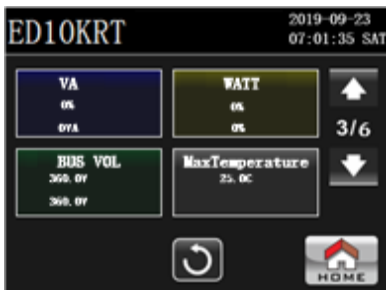 ED10KRT
2019-09-23
07:01:35 SAT
VA
0%
0VA
WATT
0%
0%
3/6
BUS VOL
360.0V
360.0V
MaxTemperature
25.0C
HOME